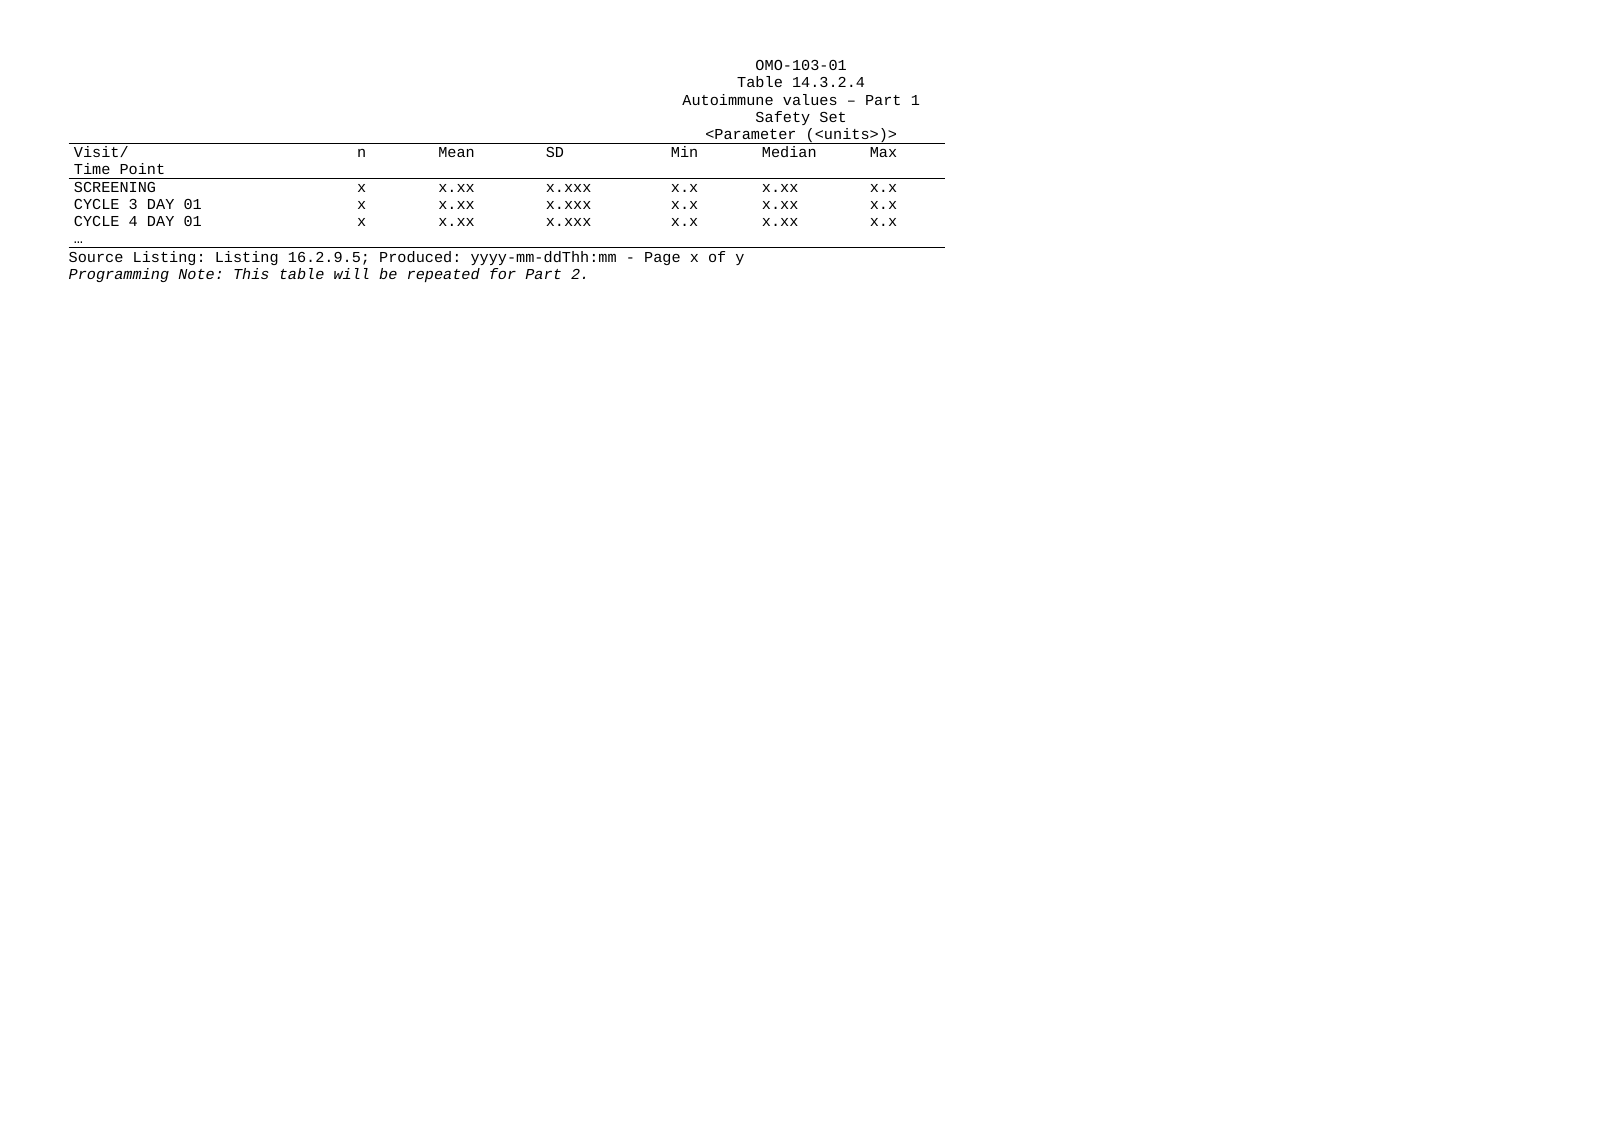 OMO-103-01
Table 14.3.2.4
Autoimmune values – Part 1
Safety Set
<Parameter (<units>)>
Visit/ n Mean SD Min Median Max
Time Point
SCREENING x x.xx x.xxx x.x x.xx x.x
CYCLE 3 DAY 01 x x.xx x.xxx x.x x.xx x.x
CYCLE 4 DAY 01 x x.xx x.xxx x.x x.xx x.x
…
Source Listing: Listing 16.2.9.5; Produced: yyyy-mm-ddThh:mm - Page x of y
Programming Note: This table will be repeated for Part 2.